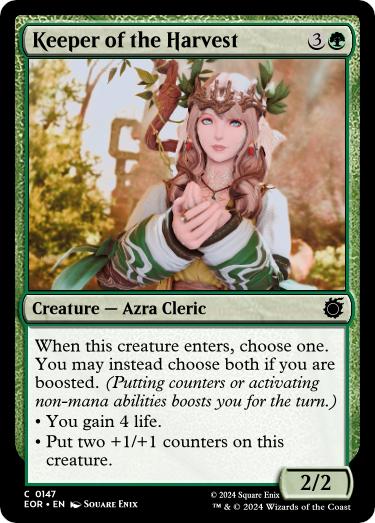 Keeper of the Harvest 3
Creature — Azra Cleric
When this creature enters, choose one.
You may instead choose both if you are
boosted. (Putting counters or activating
non-mana abilities boosts you for the turn.)
• You gain 4 life.
• Put two +1/+1 counters on this
creature.
2/2
C 0147
EOR • EN Square Enix
© 2024 Square Enix
™ & © 2024 Wizards of the Coast